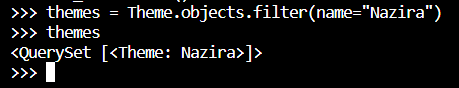 >>> themes = Theme.objects.filter(name="Nazira")
>>> themes
<QuerySet [<Theme: Nazira>]>
>>>